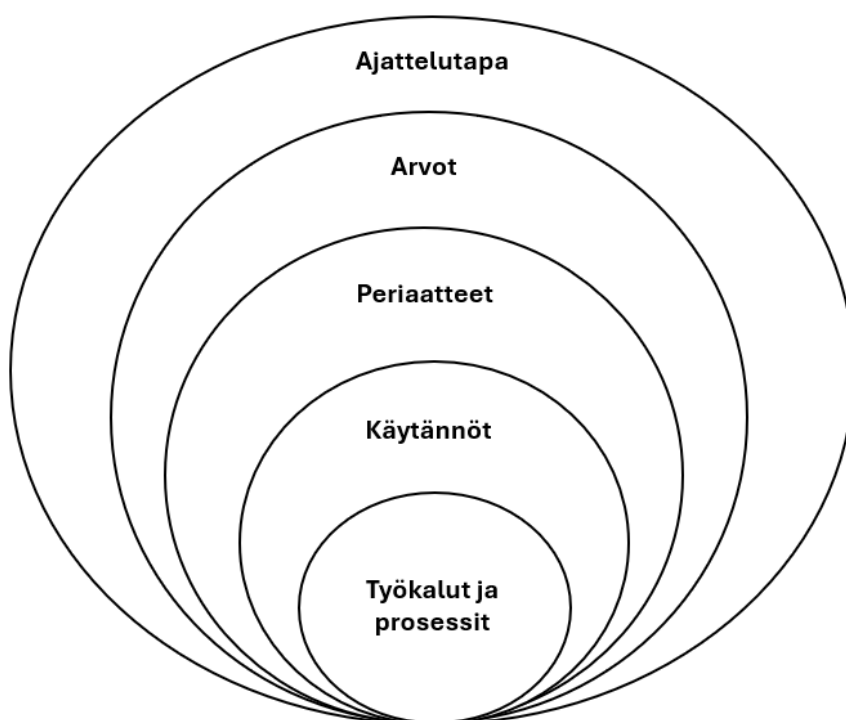 Ajattelutapa
Arvot
Periaatteet
Käytännöt
Työkalut ja
prosessit